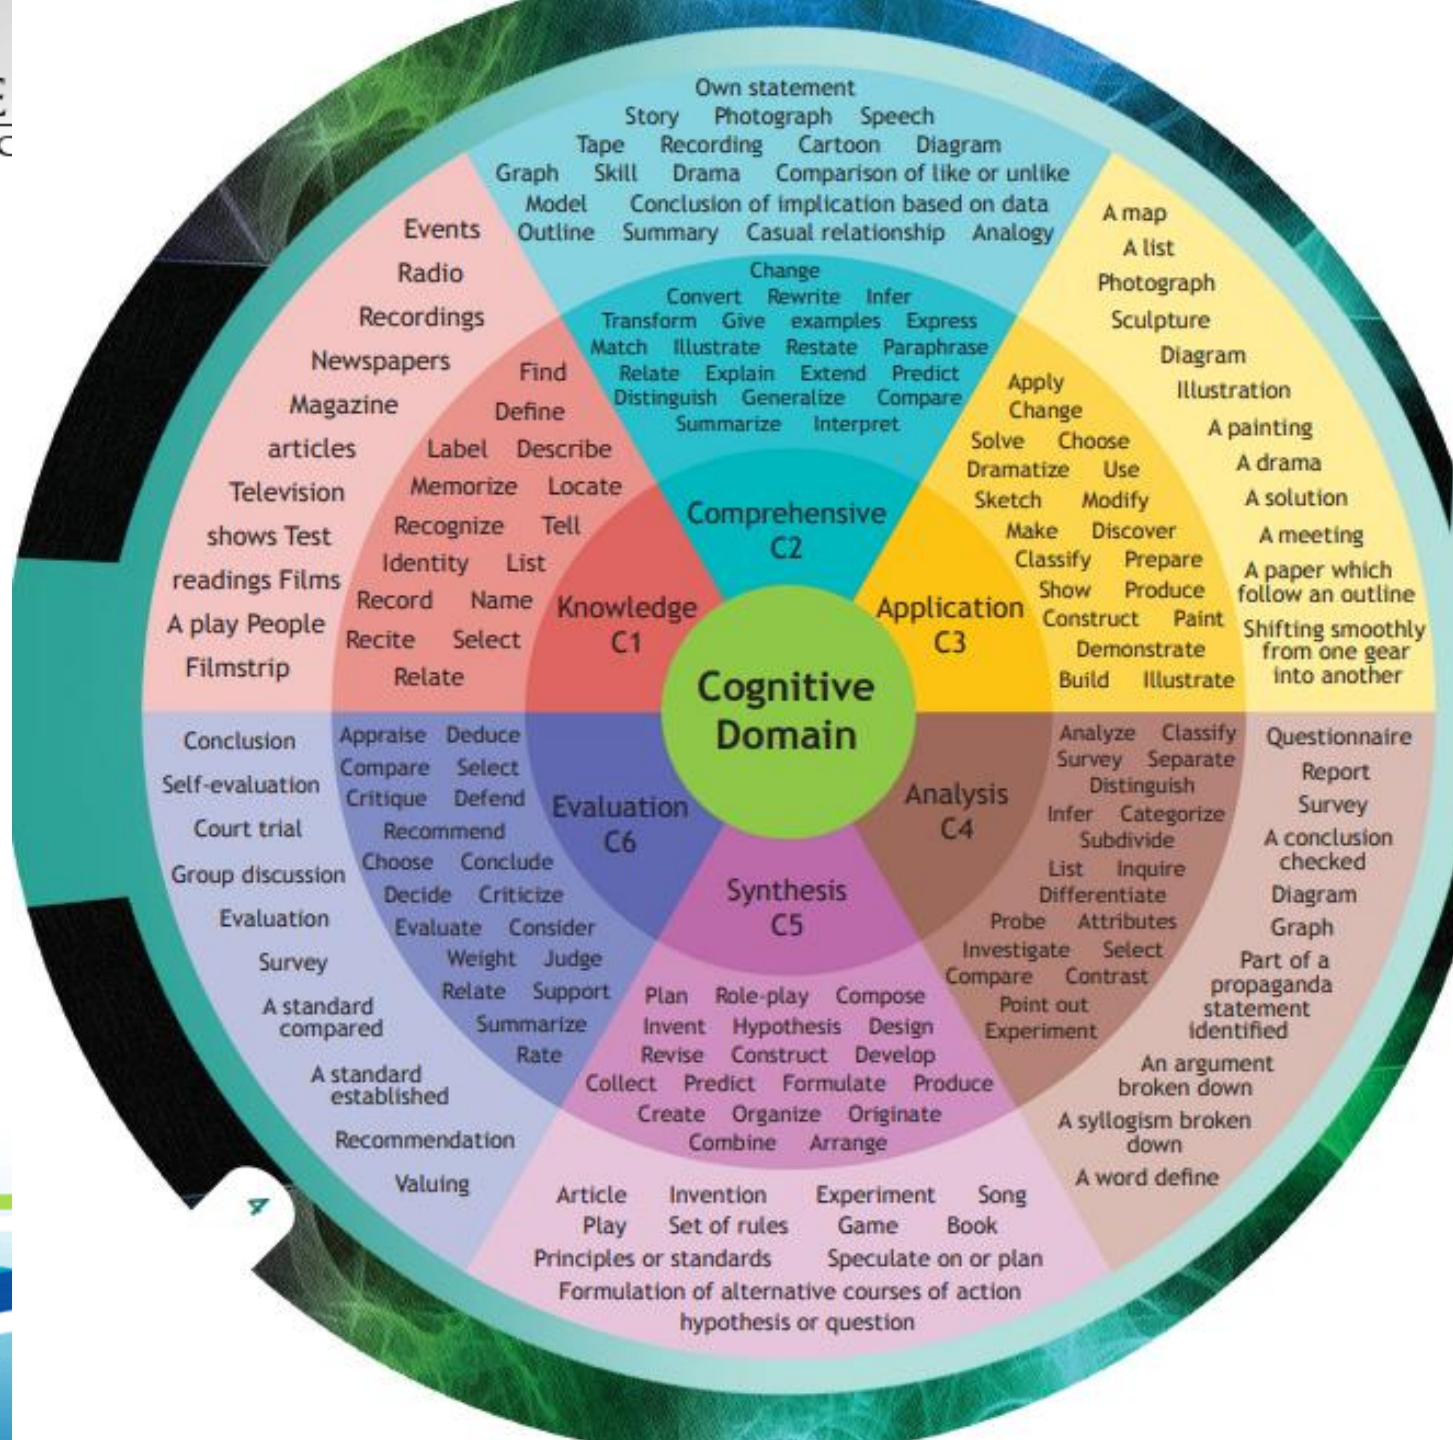 Cognitive
Domain
Knowledge
C1
Find
Define
Label Describe
Memorize Locate
Recognize Tell
Identity List
Record Name
Recite Select
Relate
Events
Radio
Recordings
Newspapers
Magazine
articles
Television
shows Test
readings Films
A play People
Filmstrip
Comprehensive
C2
Change
Convert Rewrite Infer
Transform Give examples Express
Match Illustrate Restate Paraphrase
Relate Explain Extend Predict
Distinguish Generalize Compare
Summarize Interpret
Own statement
Story Photograph Speech
Tape Recording Cartoon Diagram
Graph Skill Drama Comparison of like or unlike
Model Conclusion of implication based on data
Outline Summary Casual relationship Analogy
Application
C3
Apply
Change
Solve Choose
Dramatize Use
Sketch Modify
Make Discover
Classify Prepare
Show Produce
Construct Paint
Demonstrate
Build Illustrate
A map
A list
Photograph
Sculpture
Diagram
Illustration
A painting
A drama
A solution
A meeting
A paper which
follow an outline
Shifting smoothly
from one gear
into another
Analysis
C4
Analyze Classify
Survey Separate
Distinguish
Infer Categorize
Subdivide
List Inquire
Differentiate
Probe Attributes
Investigate Select
Compare Contrast
Point out
Experiment
Questionnaire
Report
Survey
A conclusion
checked
Diagram
Graph
Part of a
propaganda
statement
identified
An argument
broken down
A syllogism broken
down
A word define
Synthesis
C5
Plan Role-play Compose
Invent Hypothesis Design
Revise Construct Develop
Collect Predict Formulate Produce
Create Organize Originate
Combine Arrange
Article Invention Experiment Song
Play Set of rules Game Book
Principles or standards Speculate on or plan
Formulation of alternative courses of action
hypothesis or question
Evaluation
C6
Appraise Deduce
Compare Select
Critique Defend
Recommend
Choose Conclude
Decide Criticize
Evaluate Consider
Weight Judge
Relate Support
Summarize
Rate
Conclusion
Self-evaluation
Court trial
Group discussion
Evaluation
Survey
A standard
compared
A standard
established
Recommendation
Valuing
4